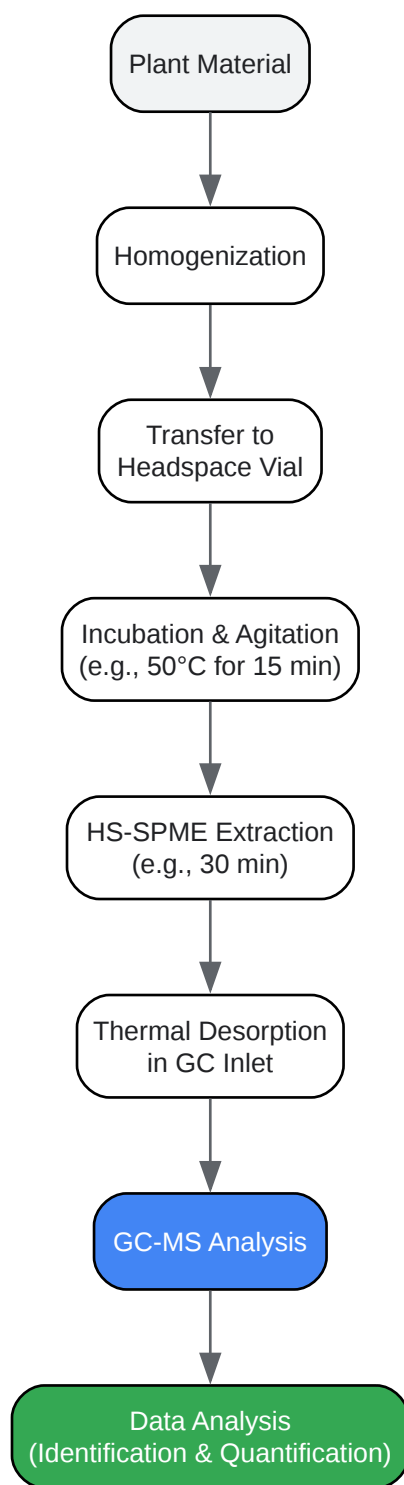 Plant Material
Homogenization
Transfer to
Headspace Vial
Incubation & Agitation
(e.g., 50°C for 15 min)
HS-SPME Extraction
(e.g., 30 min)
Thermal Desorption
in GC Inlet
GC-MS Analysis
Data Analysis
(Identification & Quantification)